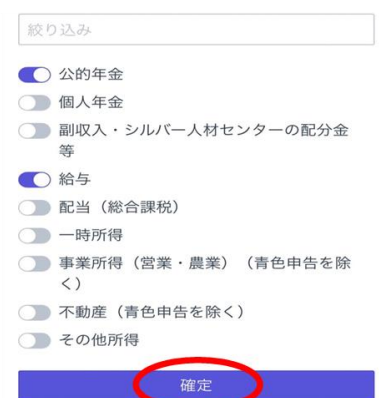 絞り込み
公的年金
個人年金
副収入・シルバー人材センターの配分金
等
給与
配当（総合課税）
一時所得
事業所得（営業・農業）（青色申告を除
く）
不動産（青色申告を除く）
その他所得
確定